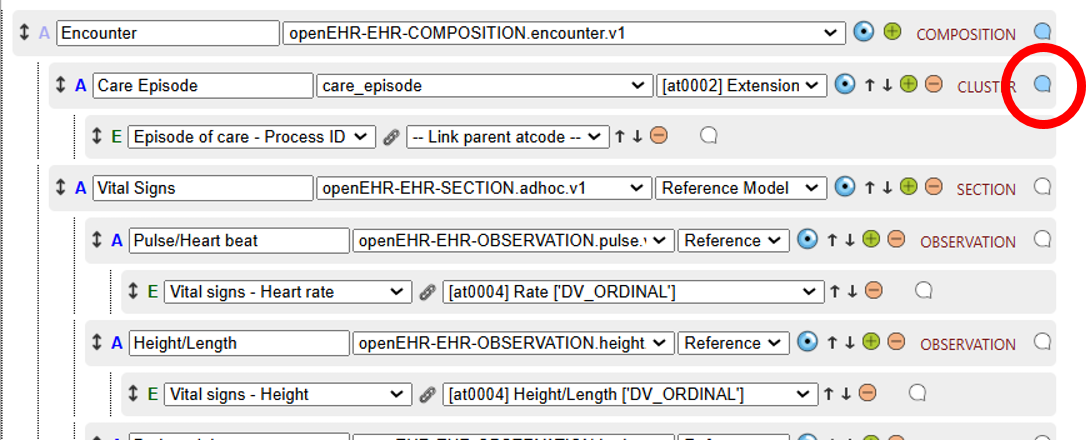 A Encounter openEHR-EHR-COMPOSITION.encounter.v1 COMPOSITION
A Care Episode care_episode [at0002] Extension CLUSTER
E Episode of care - Process ID -- Link parent atcode --
A Vital Signs openEHR-EHR-SECTION.adhoc.v1 Reference Model SECTION
A Pulse/Heart beat openEHR-EHR-OBSERVATION.pulse. Reference OBSERVATION
E Vital signs - Heart rate [at0004] Rate ['DV_ORDINAL']
A Height/Length openEHR-EHR-OBSERVATION.height Reference OBSERVATION
E Vital signs - Height [at0004] Height/Length ['DV_ORDINAL']